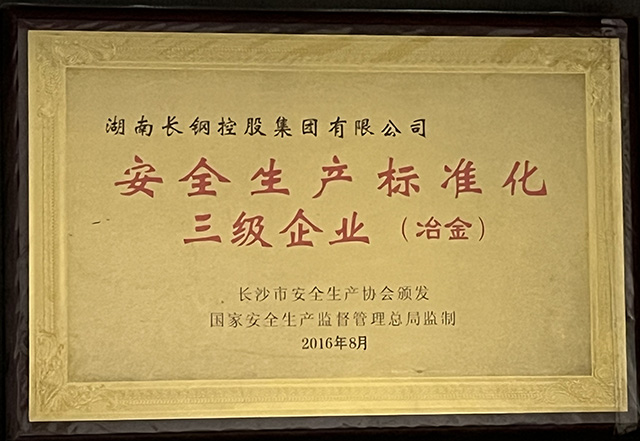 湖南长钢控股集团有限公司
安全生产标准化
三级企业（冶金）
长沙市安全生产协会颁发
国家安全生产监督管理总局监制
2016年8月